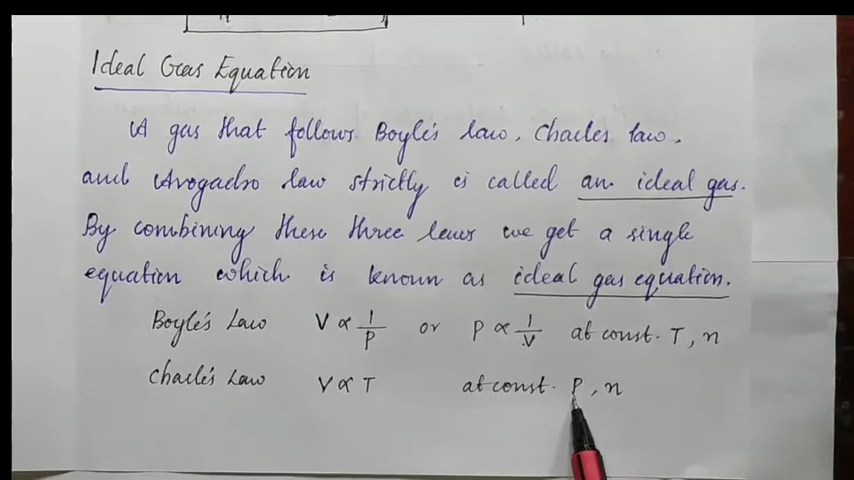 Ideal Gas Equation
A gas that follows Boyle's law, Charles law,
and Avogadro law strictly is called an ideal gas.
By combining these three laws we get a single
equation which is known as ideal gas equation.
Boyle's Law V ∝ 1/P or P ∝ 1/V at const. T, n
Charle's Law V ∝ T at const. P, n